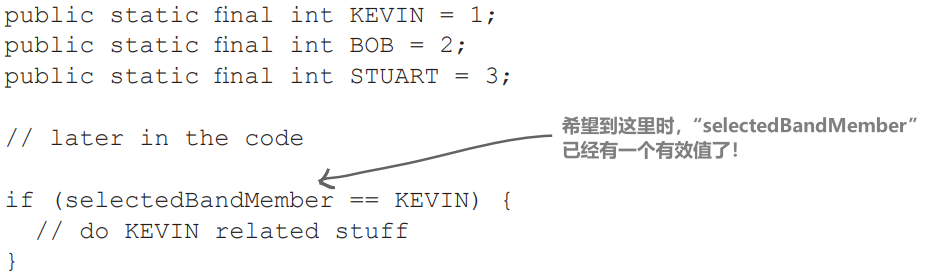 public static final int KEVIN = 1;
public static final int BOB = 2;
public static final int STUART = 3;
// later in the code
希望到这里时，“selectedBandMember”
已经有一个有效值了！
if (selectedBandMember == KEVIN) {
// do KEVIN related stuff
}